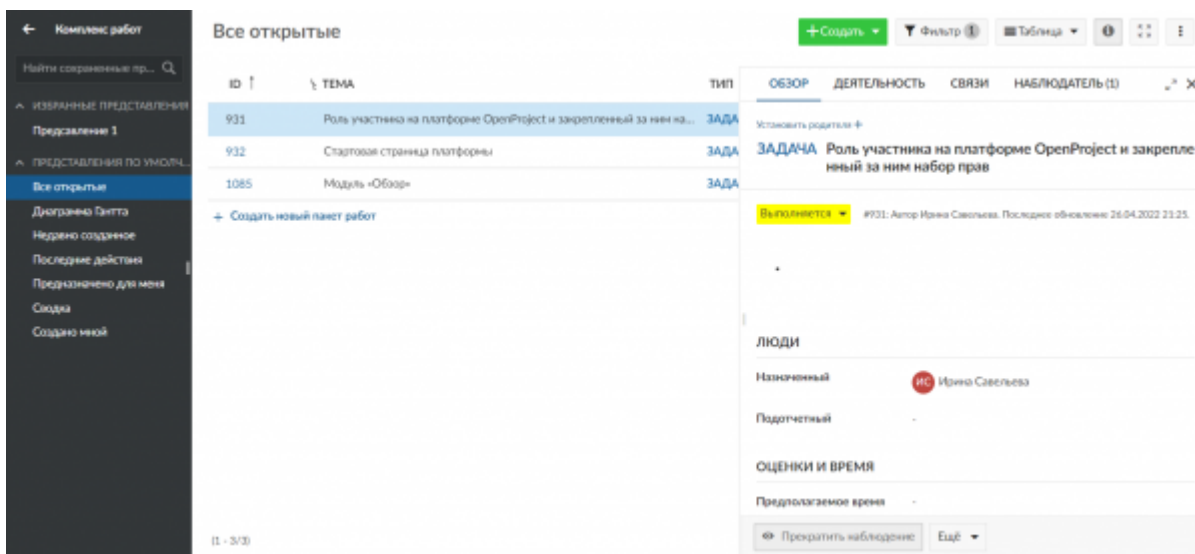 Комплекс работ
Найти сохраненные пр...
ИЗБРАННЫЕ ПРЕДСТАВЛЕНИЯ
Предсавление 1
ПРЕДСТАВЛЕНИЯ ПО УМОЛЧ...
Все открытые
Диаграмма Гантта
Недавно созданное
Последние действия
Предназначено для меня
Сводка
Создано мной
Все открытые
+ Создать
Фильтр 1
Таблица
ID ТЕМА ТИП
931 Роль участника на платформе OpenProject и закрепленный за ним на... ЗАДА
932 Стартовая страница платформы ЗАДА
1085 Модуль «Обзор» ЗАДА
+ Создать новый пакет работ
(1 - 3/3)
ОБЗОР ДЕЯТЕЛЬНОСТЬ СВЯЗИ НАБЛЮДАТЕЛЬ (1)
Установить родителя +
ЗАДАЧА Роль участника на платформе OpenProject и закрепле
нный за ним набор прав
Выполняется #931: Автор Ирина Савельева. Последнее обновление 26.04.2022 21:25.
ЛЮДИ
Назначенный ИС Ирина Савельева
Подотчетный -
ОЦЕНКИ И ВРЕМЯ
Предполагаемое время -
Прекратить наблюдение Ещё